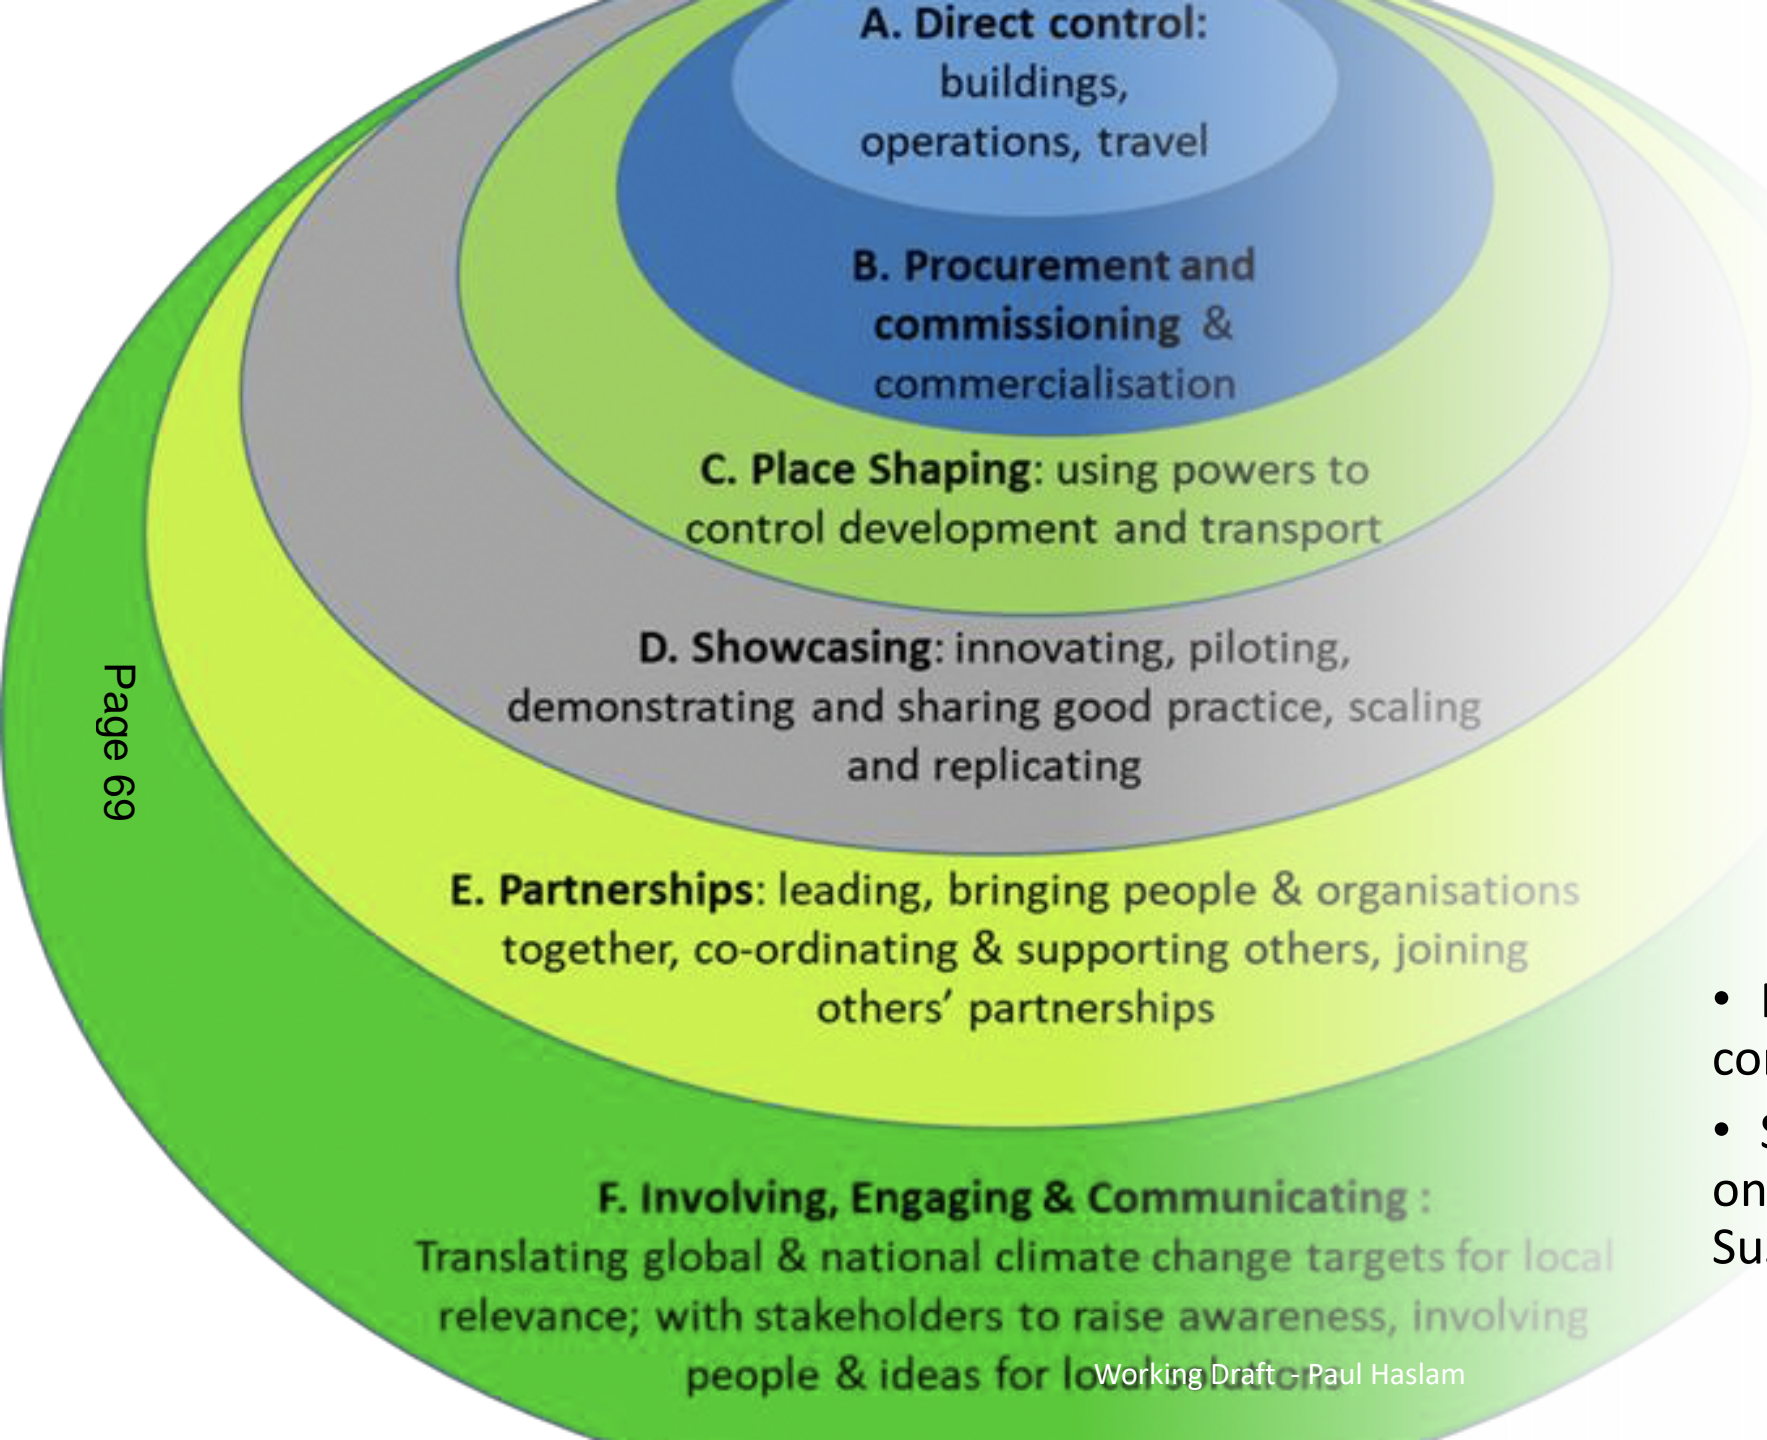 A. Direct control:
buildings,
operations, travel
B. Procurement and
commissioning &
commercialisation
C. Place Shaping: using powers to
control development and transport
D. Showcasing: innovating, piloting,
demonstrating and sharing good practice, scaling
and replicating
E. Partnerships: leading, bringing people & organisations
together, co-ordinating & supporting others, joining
others’ partnerships
F. Involving, Engaging & Communicating :
Translating global & national climate change targets for local
relevance; with stakeholders to raise awareness, involving
people & ideas for local solutions
Working Draft - Paul Haslam
Page 69
•
•
on